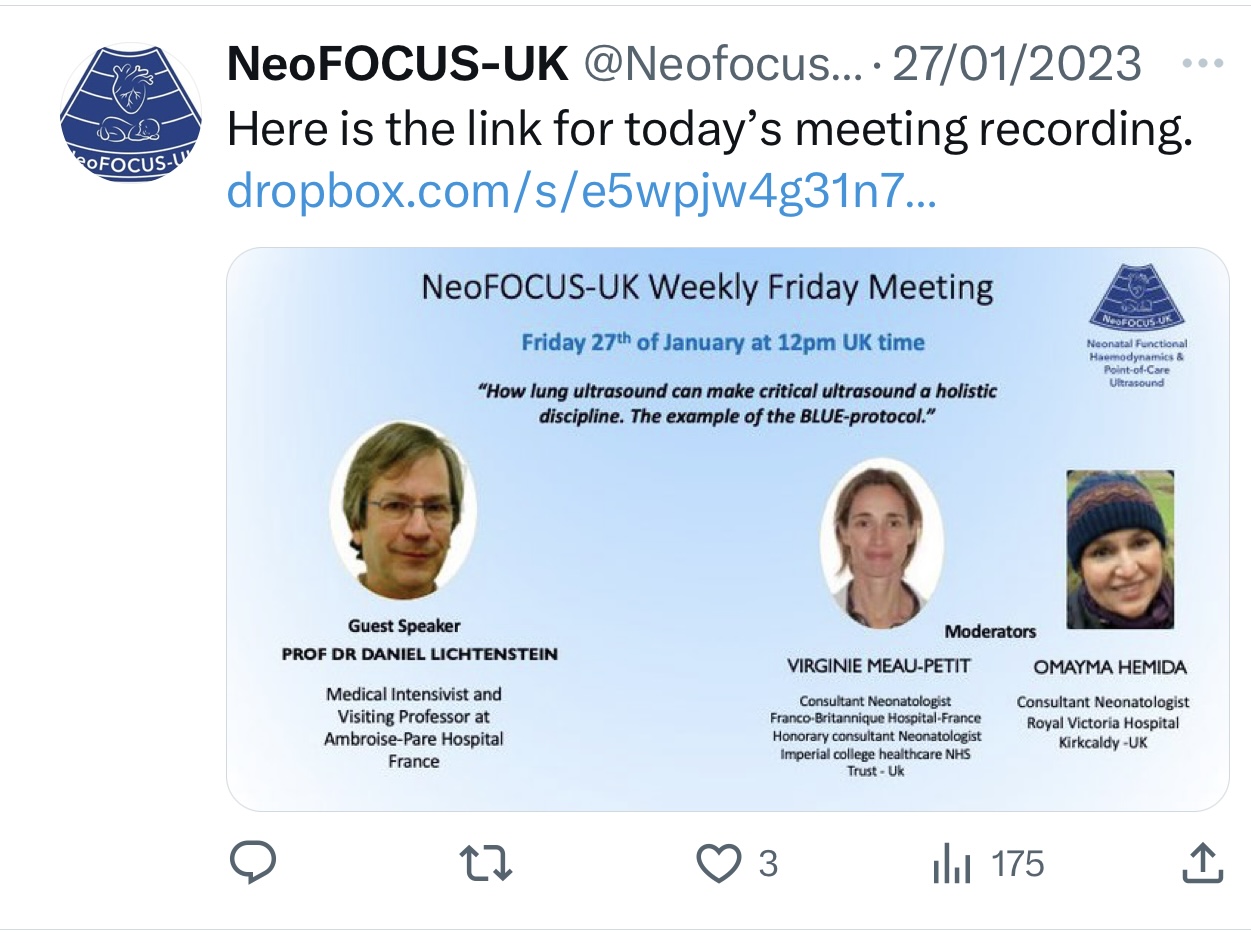 NeoFOCUS-UK @Neofocus... · 27/01/2023
Here is the link for today’s meeting recording.
dropbox.com/s/e5wpjw4g31n7...
NeoFOCUS-UK
NeoFOCUS-UK Weekly Friday Meeting
Friday 27th of January at 12pm UK time
“How lung ultrasound can make critical ultrasound a holistic
discipline. The example of the BLUE-protocol.”
NeoFOCUS-UK
Neonatal Functional
Haemodynamics &
Point-of-Care
Ultrasound
Guest Speaker
PROF DR DANIEL LICHTENSTEIN
Medical Intensivist and
Visiting Professor at
Ambroise-Pare Hospital
France
Moderators
VIRGINIE MEAU-PETIT
Consultant Neonatologist
Franco-Britannique Hospital-France
Honorary consultant Neonatologist
Imperial college healthcare NHS
Trust - Uk
OMAYMA HEMIDA
Consultant Neonatologist
Royal Victoria Hospital
Kirkcaldy -UK
3
175